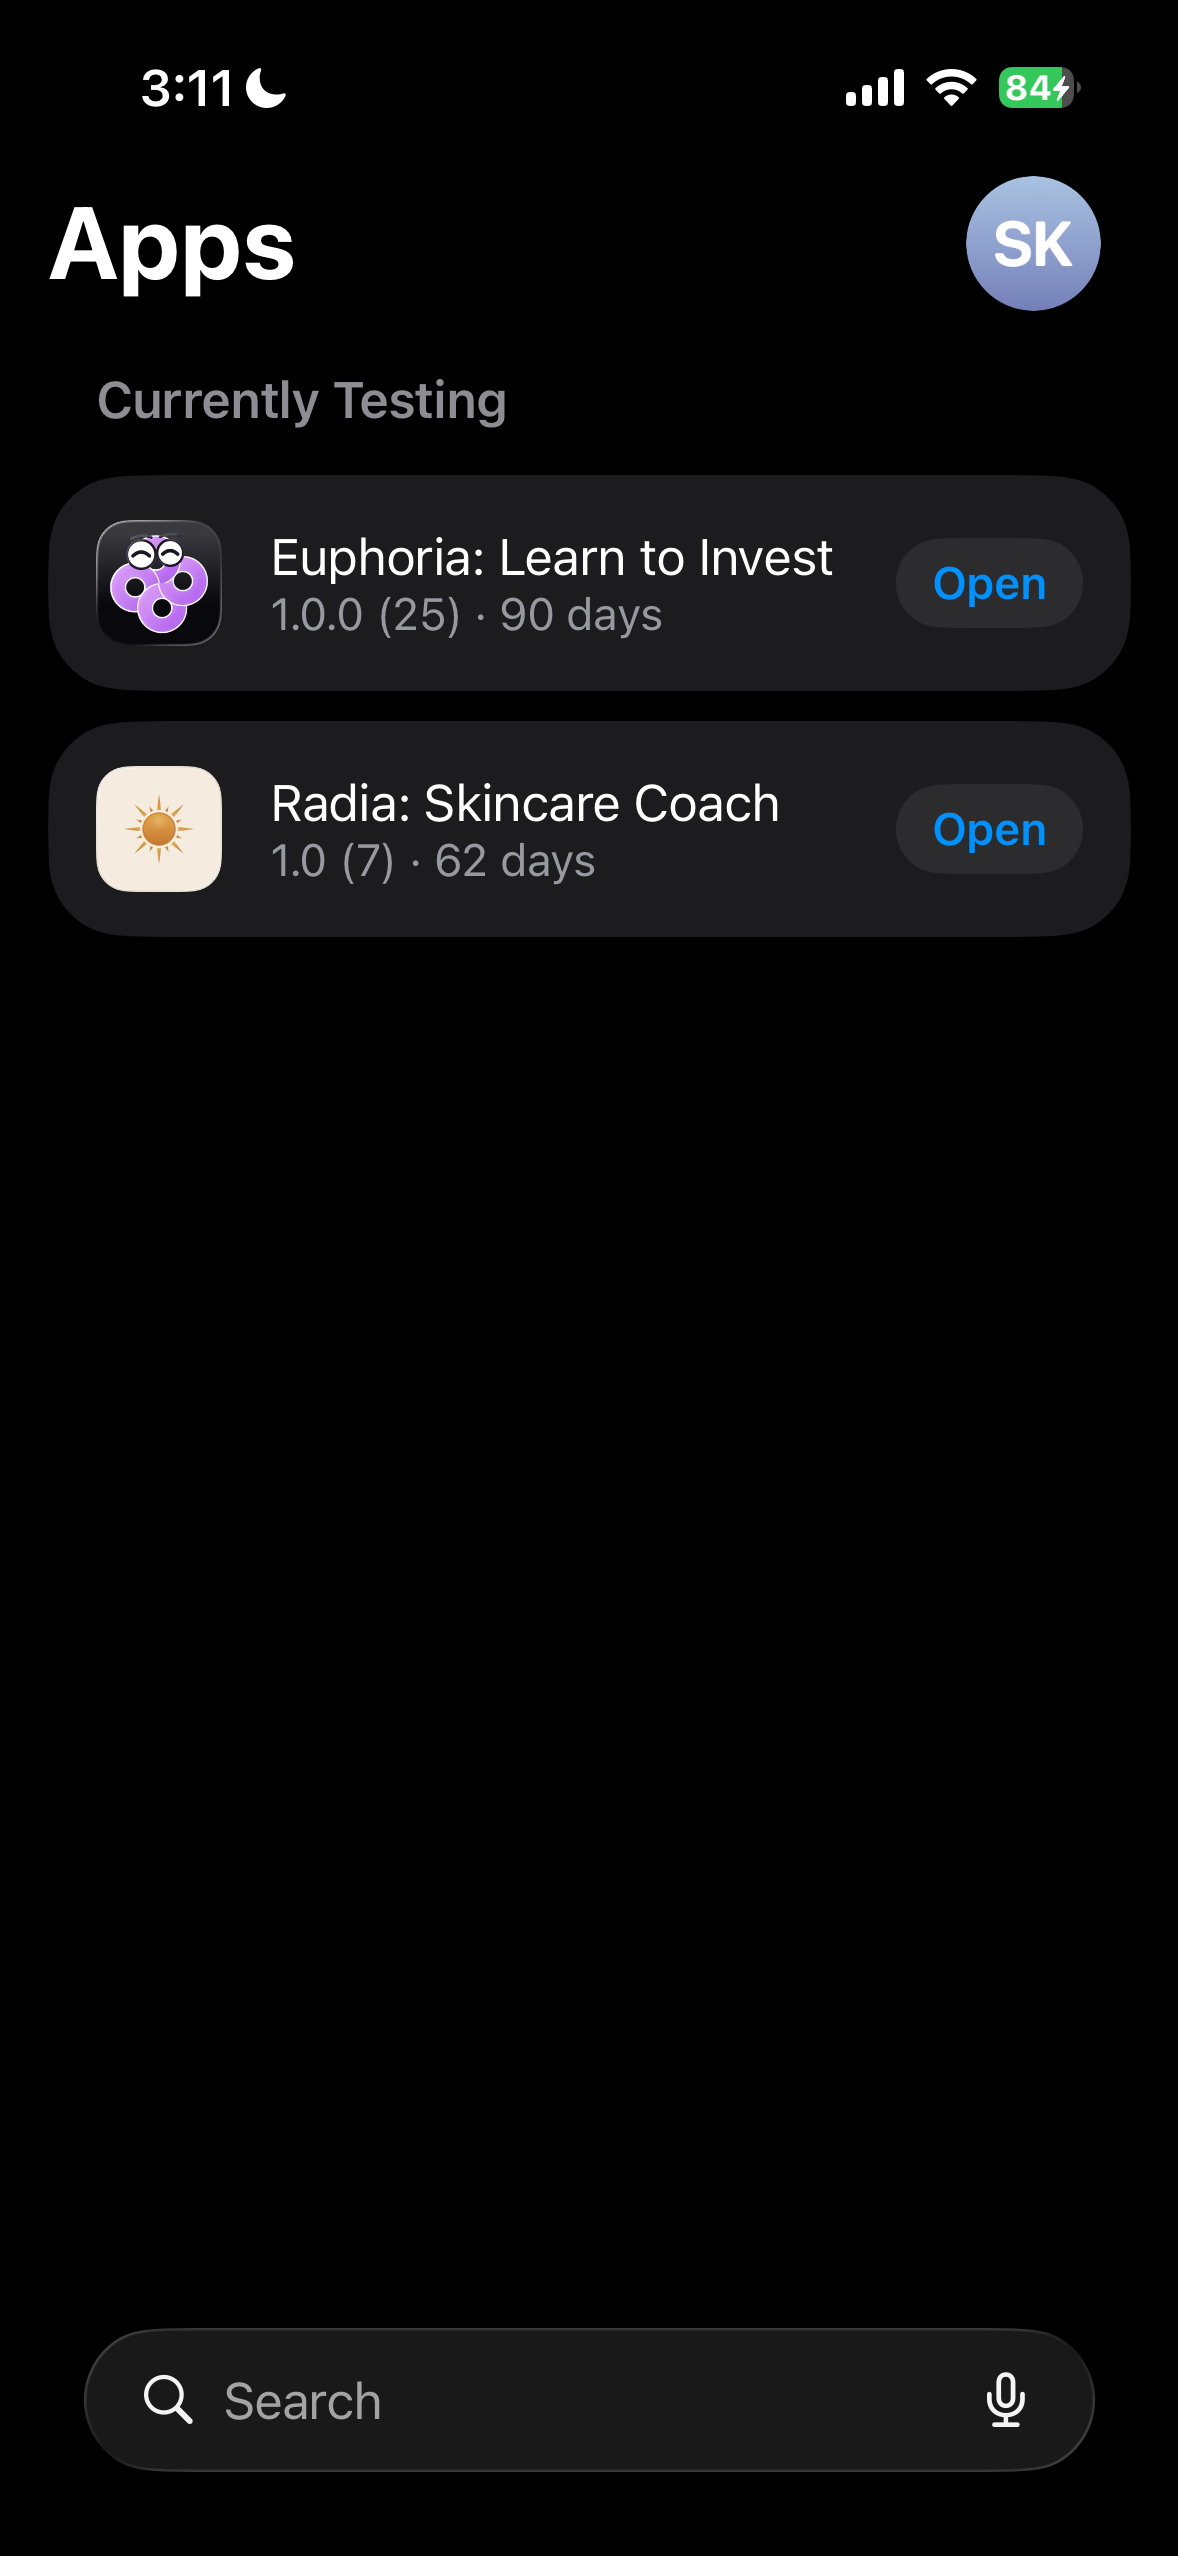 3:11
84
Apps
SK
Currently Testing
Euphoria: Learn to Invest
1.0.0 (25) · 90 days
Open
Radia: Skincare Coach
1.0 (7) · 62 days
Open
Search